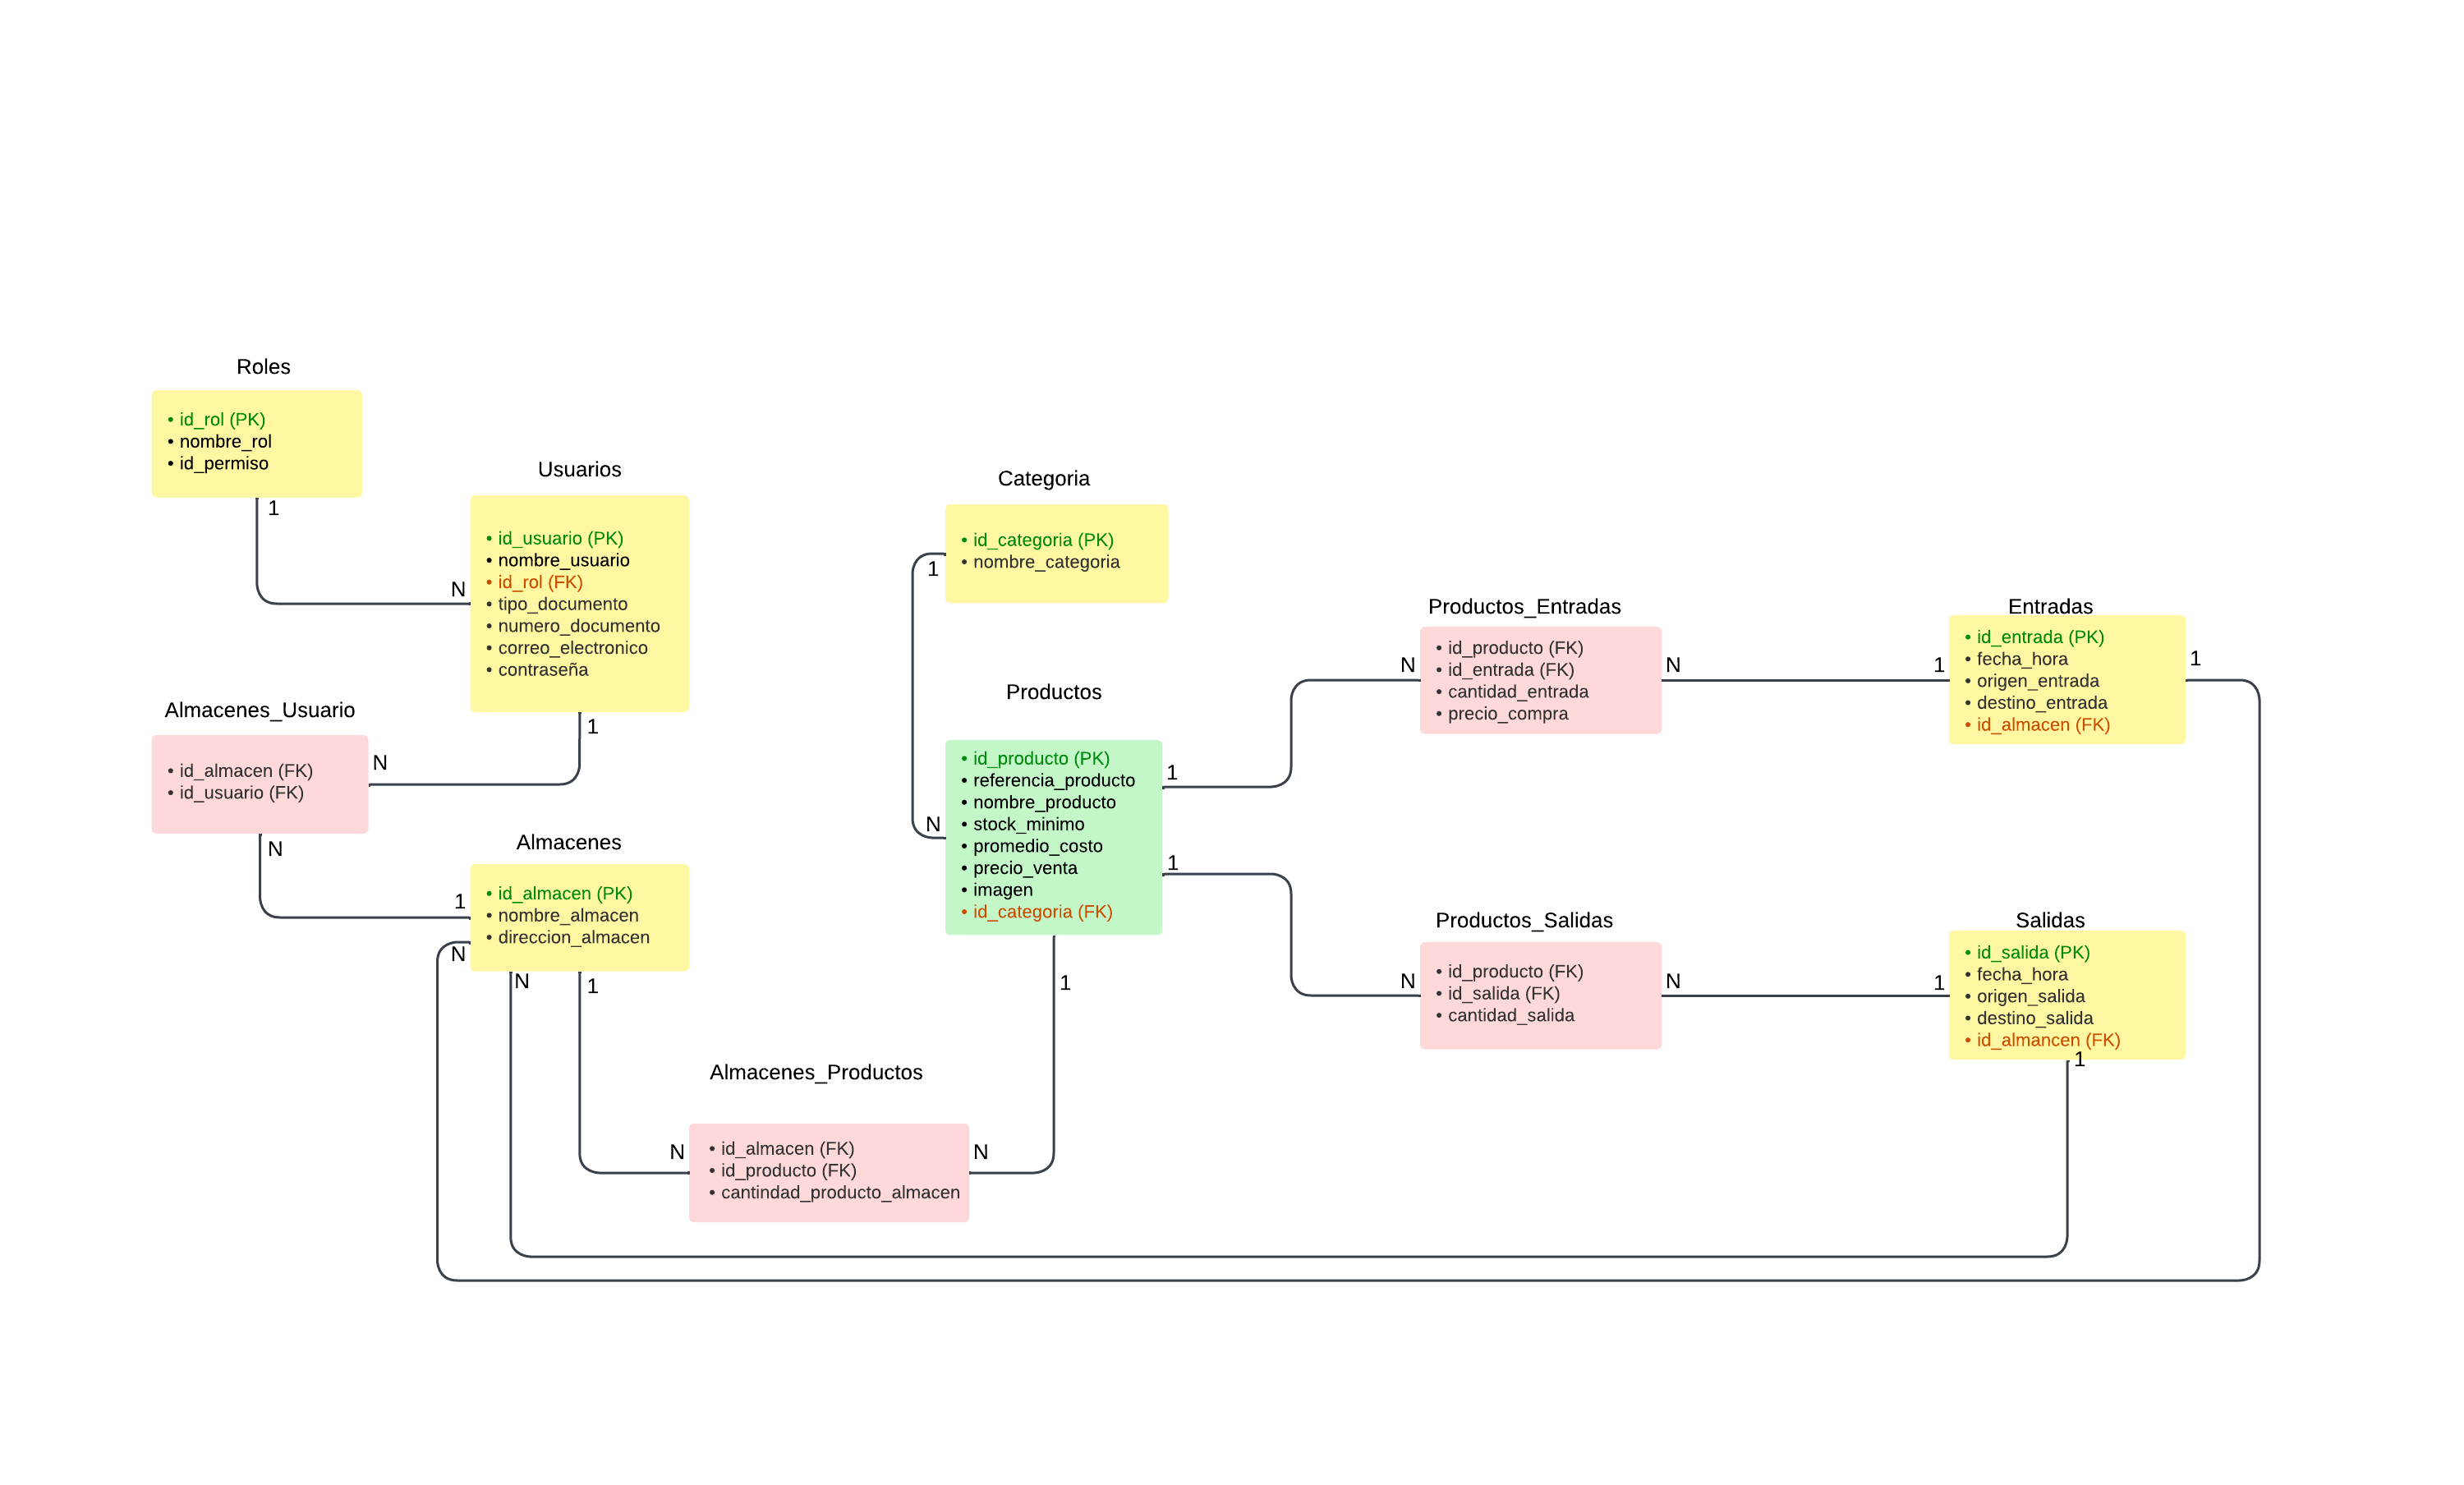 Roles
• id_rol (PK)
• nombre_rol
• id_permiso
1
Usuarios
• id_usuario (PK)
• nombre_usuario
• id_rol (FK)
• tipo_documento
• numero_documento
• correo_electronico
• contraseña
N
1
Almacenes_Usuario
• id_almacen (FK)
• id_usuario (FK)
N
N
Almacenes
• id_almacen (PK)
• nombre_almacen
• direccion_almacen
1
N
N
1
Almacenes_Productos
• id_almacen (FK)
• id_producto (FK)
• cantindad_producto_almacen
N
N
Categoria
• id_categoria (PK)
• nombre_categoria
1
Productos
• id_producto (PK)
• referencia_producto
• nombre_producto
• stock_minimo
• promedio_costo
• precio_venta
• imagen
• id_categoria (FK)
N
1
1
1
Productos_Entradas
• id_producto (FK)
• id_entrada (FK)
• cantidad_entrada
• precio_compra
N
N
Entradas
• id_entrada (PK)
• fecha_hora
• origen_entrada
• destino_entrada
• id_almacen (FK)
1
1
Productos_Salidas
• id_producto (FK)
• id_salida (FK)
• cantidad_salida
N
N
Salidas
• id_salida (PK)
• fecha_hora
• origen_salida
• destino_salida
• id_almancen (FK)
1
1